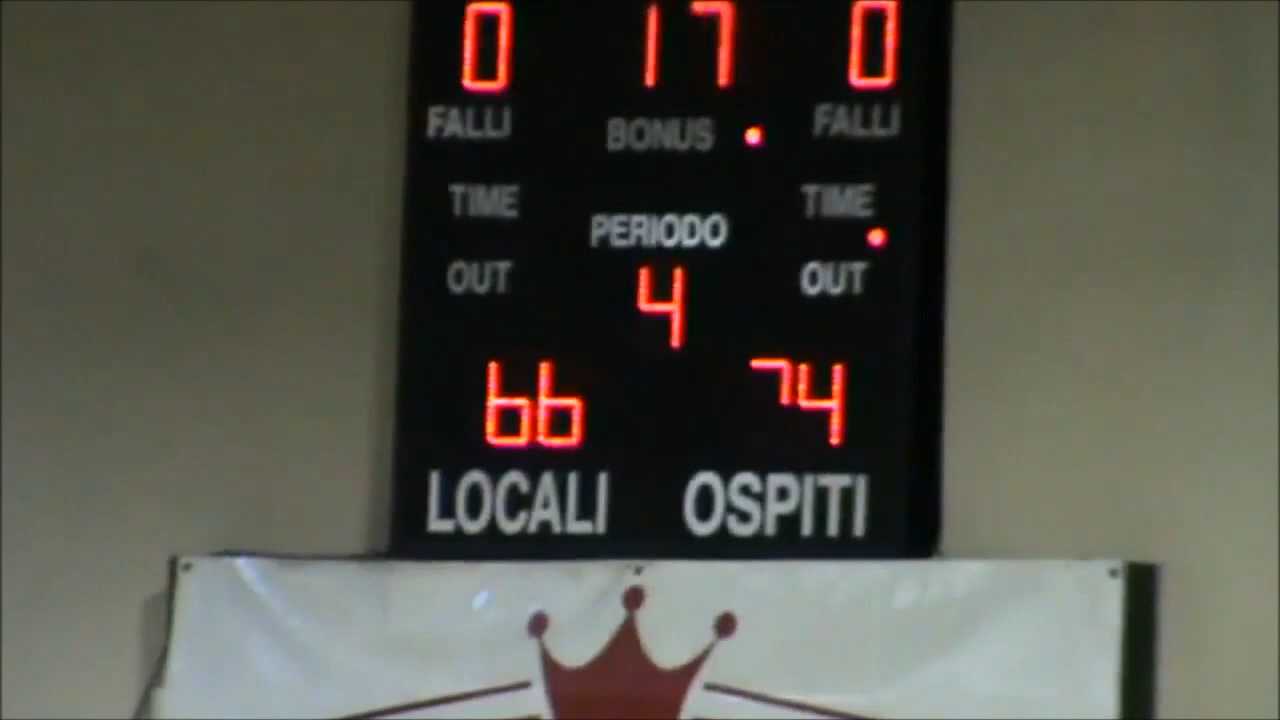 0 17 0
FALLI BONUS FALLI
TIME TIME
PERIODO
OUT OUT
4
66 74
LOCALI OSPITI